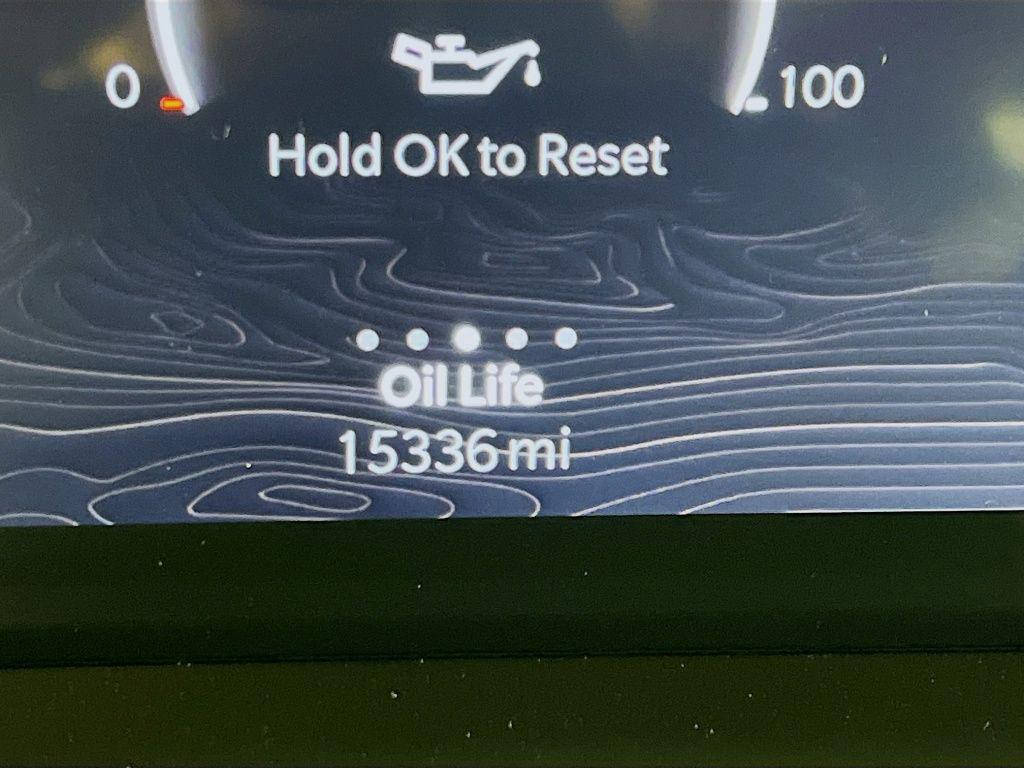 0 100
Hold OK to Reset
Oil Life
15336 mi